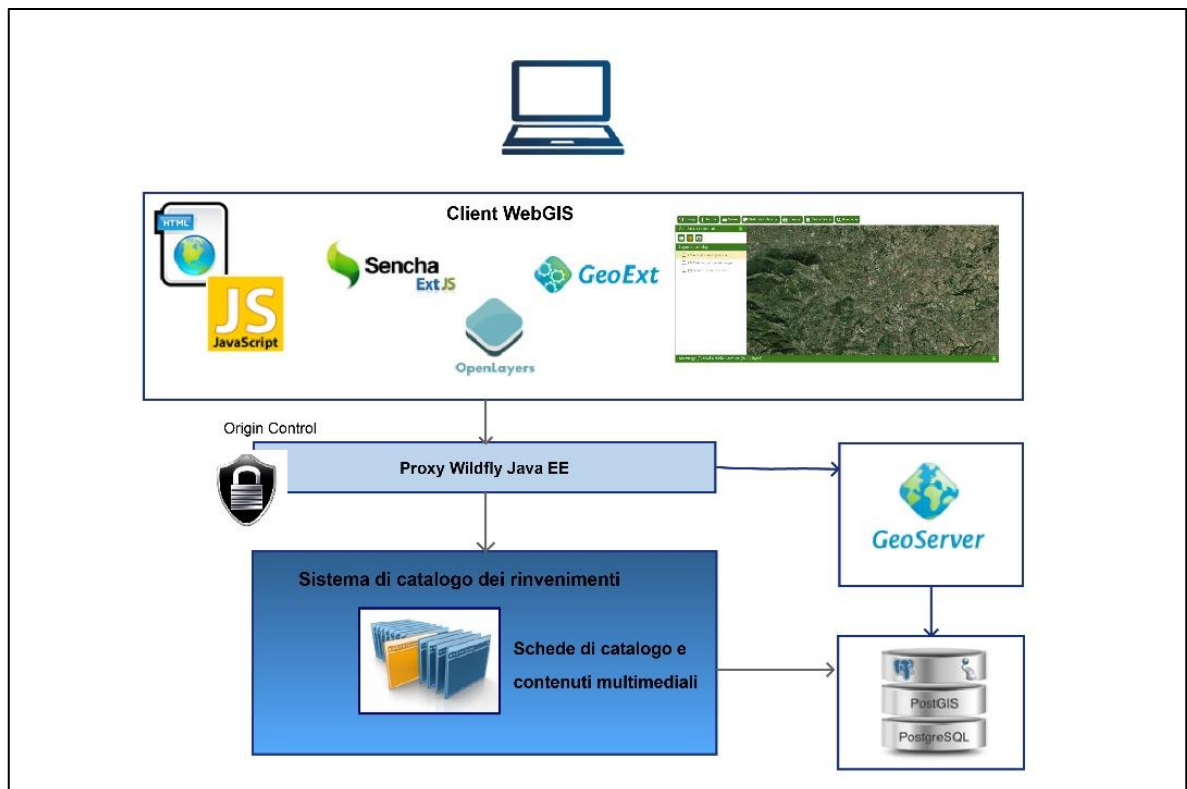 Client WebGIS
HTML
JS
JavaScript
Sencha
Ext JS
GeoExt
OpenLayers
Origin Control
Proxy Wildfly Java EE
GeoServer
Sistema di catalogo dei rinvenimenti
Schede di catalogo e
contenuti multimediali
PostGIS
PostgreSQL